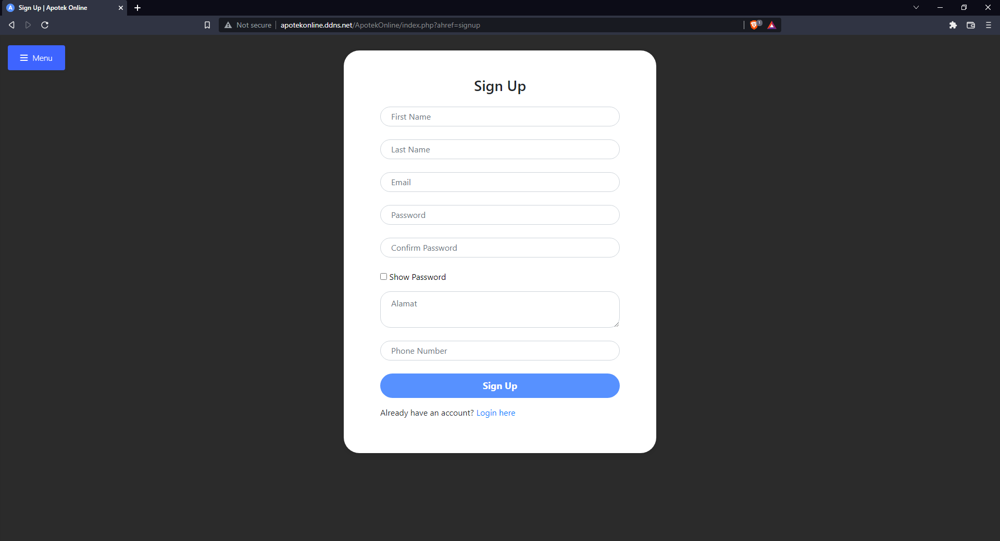 Sign Up | Apotek Online
Not secure
apotekonline.ddns.net/ApotekOnline/index.php?ahref=signup
1
Menu
Sign Up
First Name
Last Name
Email
Password
Confirm Password
Show Password
Alamat
Phone Number
Sign Up
Already have an account? Login here